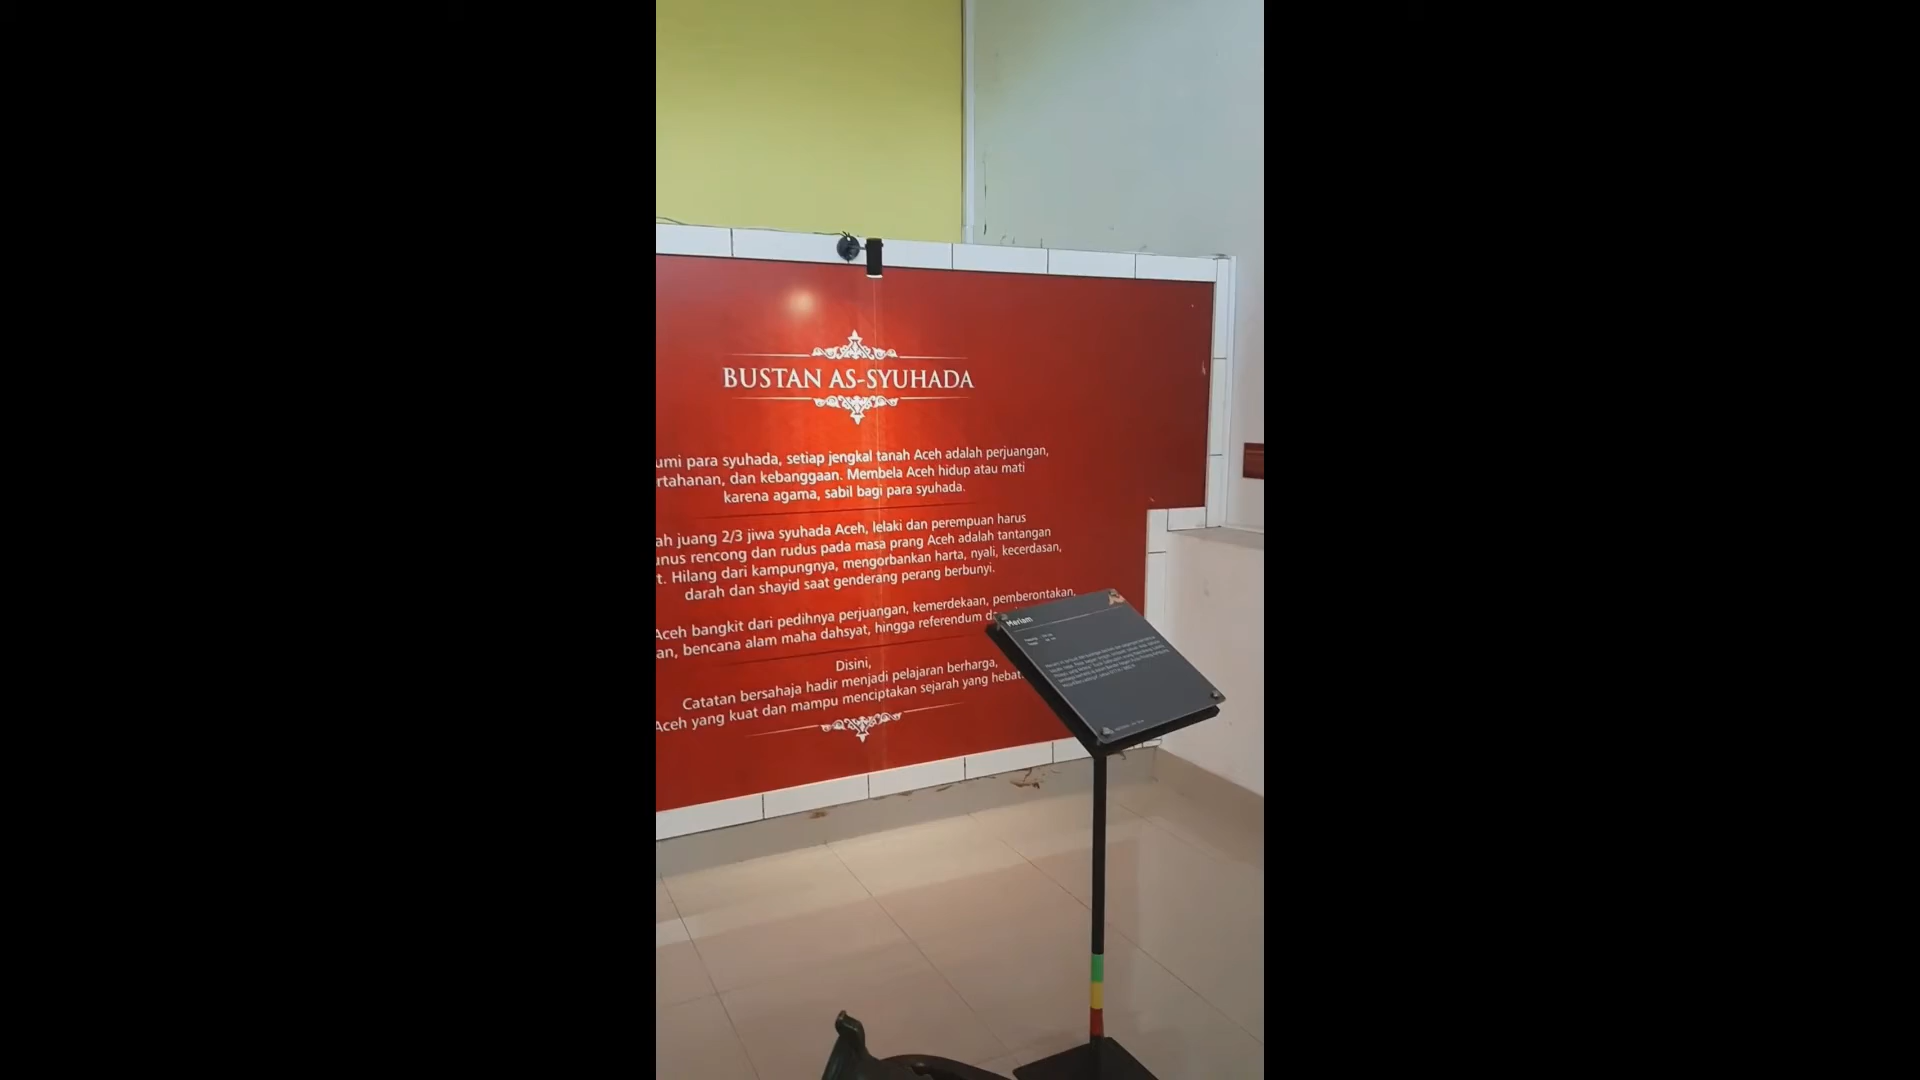 BUSTAN AS-SYUHADA
umi para syuhada, setiap jengkal tanah Aceh adalah perjuangan,
rtahanan, dan kebanggaan. Membela Aceh hidup atau mati
karena agama, sabil bagi para syuhada.
ah juang 2/3 jiwa syuhada Aceh, lelaki dan perempuan harus
unus rencong dan rudus pada masa prang Aceh adalah tantangan
t. Hilang dari kampungnya, mengorbankan harta, nyali, kecerdasan,
darah dan shayid saat genderang perang berbunyi.
Aceh bangkit dari pedihnya perjuangan, kemerdekaan, pemberontakan,
an, bencana alam maha dahsyat, hingga referendum
Disini,
Catatan bersahaja hadir menjadi pelajaran berharga,
Aceh yang kuat dan mampu menciptakan sejarah yang hebat.
Meriam